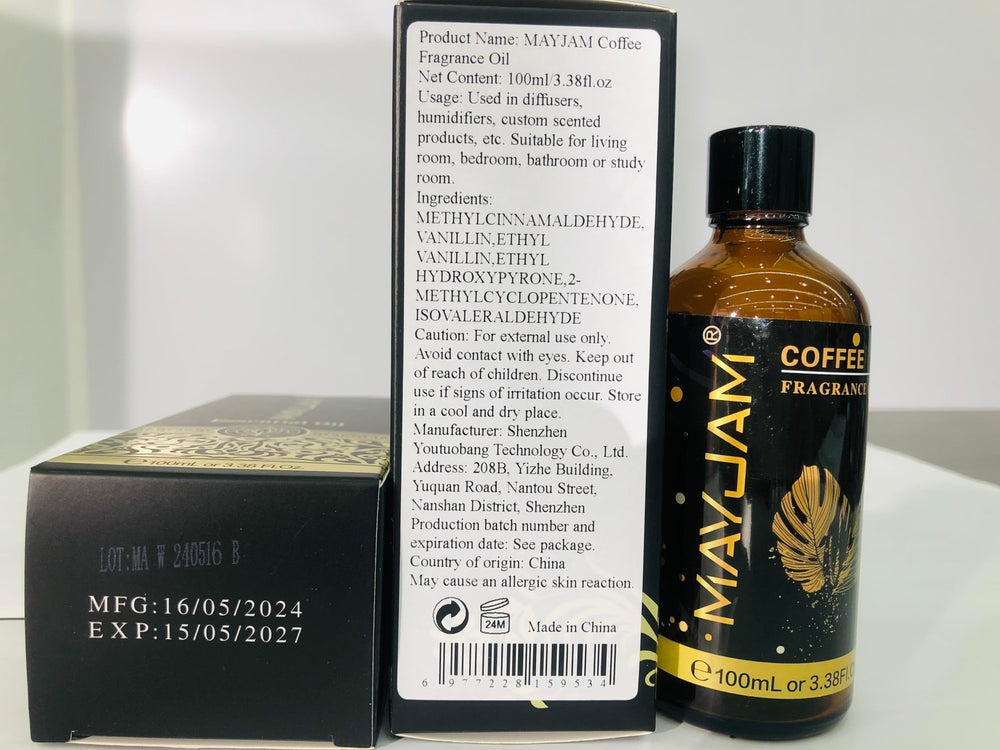 100mL or 3.38 Fl.Oz.
LOT:MA W 240516 B
MFG:16/05/2024
EXP:15/05/2027
Product Name: MAYJAM Coffee
Fragrance Oil
Net Content: 100ml/3.38fl.oz
Usage: Used in diffusers,
humidifiers, custom scented
products, etc. Suitable for living
room, bedroom, bathroom or study
room.
Ingredients:
METHYLCINNAMALDEHYDE,
VANILLIN,ETHYL
VANILLIN,ETHYL
HYDROXYPYRONE,2-
METHYLCYCLOPENTENONE,
ISOVALERALDEHYDE
Caution: For external use only.
Avoid contact with eyes. Keep out
of reach of children. Discontinue
use if signs of irritation occur. Store
in a cool and dry place.
Manufacturer: Shenzhen
Youtuobang Technology Co., Ltd.
Address: 208B, Yizhe Building,
Yuquan Road, Nantou Street,
Nanshan District, Shenzhen
Production batch number and
expiration date: See package.
Country of origin: China
May cause an allergic skin reaction.
24M
Made in China
6 977228 159534
MAYJAM®
COFFEE
FRAGRANCE
℮100mL or 3.38Fl.